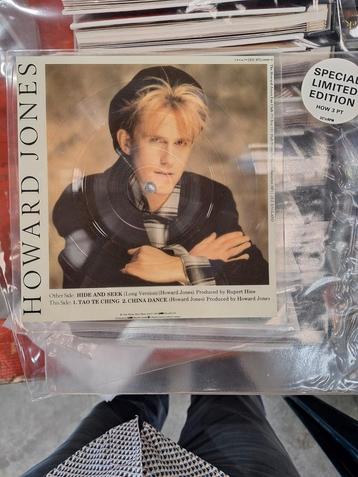 HOWARD JONES
SPECIAL
LIMITED
EDITION
HOW 3 PT
Other Side: HIDE AND SEEK (Long Version) (Howard Jones) Produced by Rupert Hine
This Side: 1. TAO TE CHING 2. CHINA DANCE (Howard Jones) Produced by Howard Jones